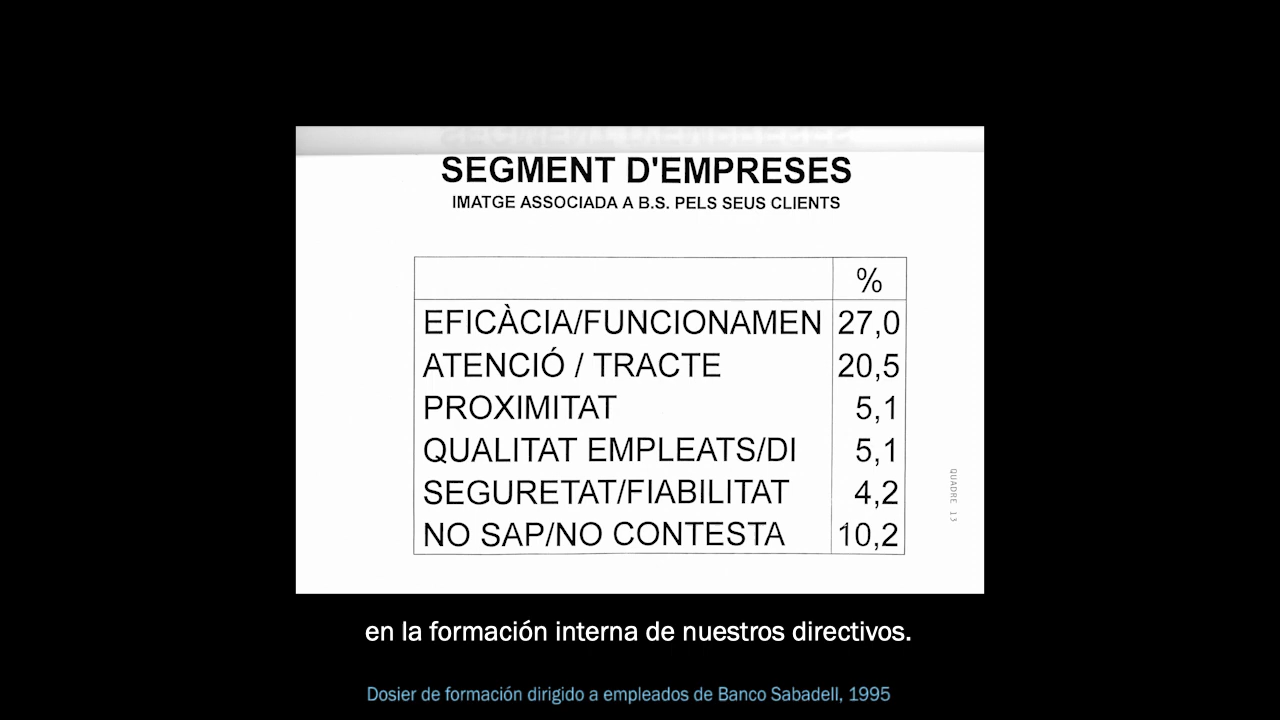 SEGMENT D'EMPRESES
IMATGE ASSOCIADA A B.S. PELS SEUS CLIENTS
%
EFICÀCIA/FUNCIONAMEN 27,0
ATENCIÓ / TRACTE 20,5
PROXIMITAT 5,1
QUALITAT EMPLEATS/DI 5,1
SEGURETAT/FIABILITAT 4,2
NO SAP/NO CONTESTA 10,2
QUADRE 13
en la formación interna de nuestros directivos.
Dosier de formación dirigido a empleados de Banco Sabadell, 1995